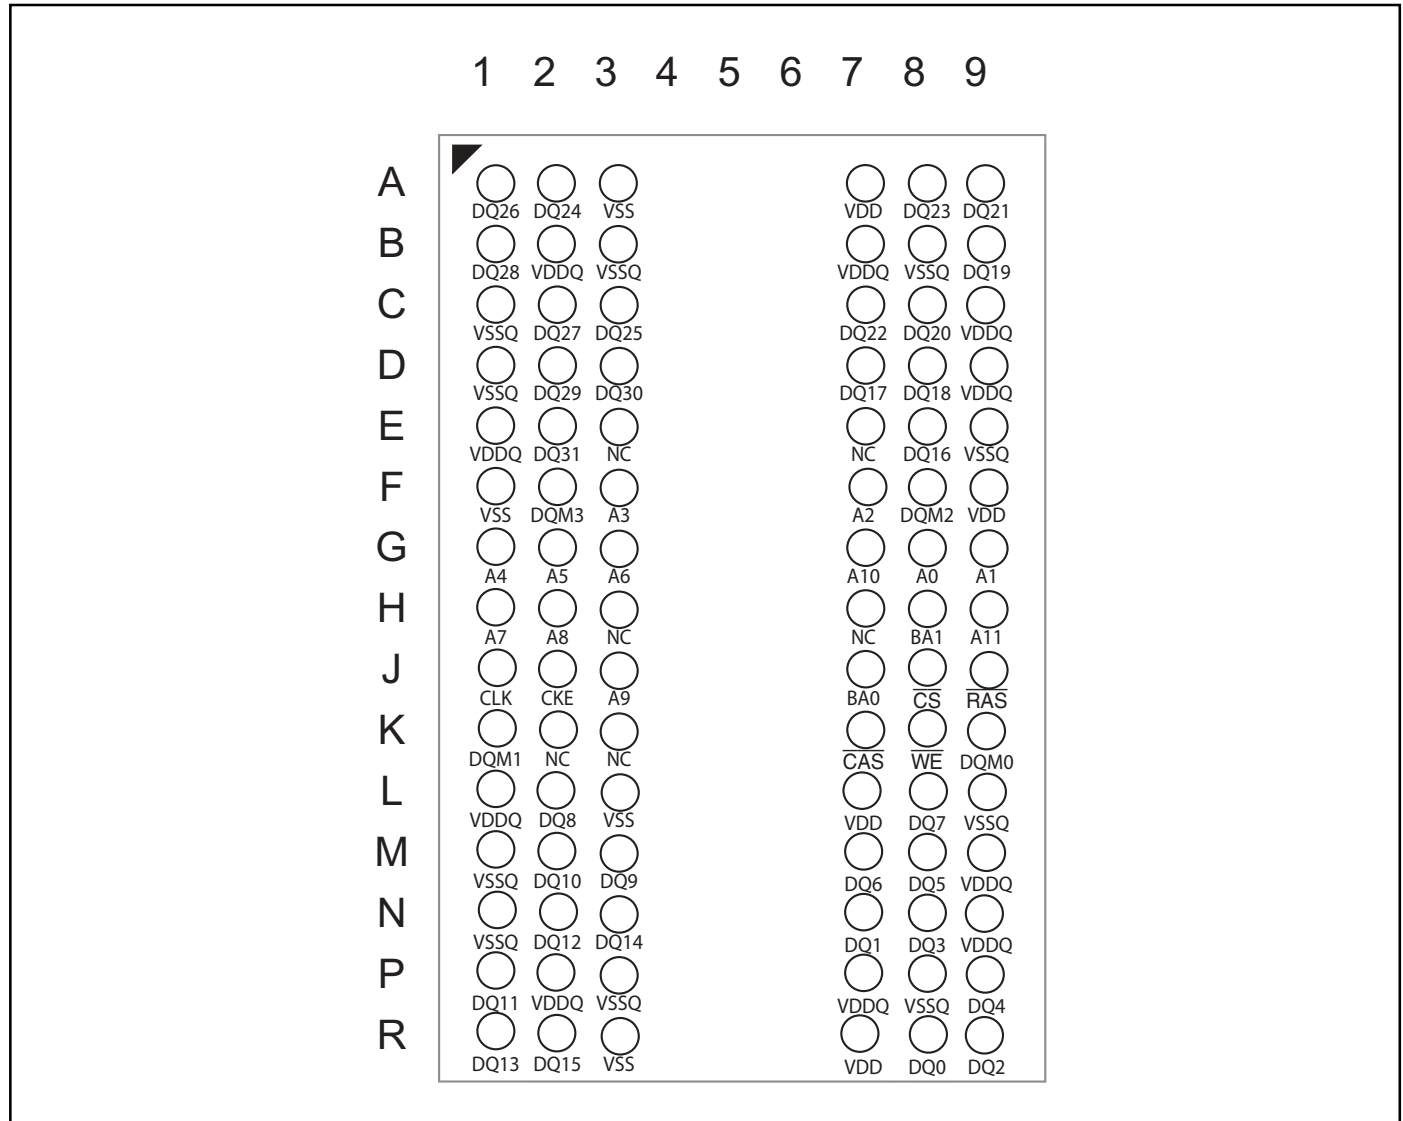 1 2 3 4 5 6 7 8 9
A
DQ26 DQ24 VSS VDD DQ23 DQ21
B
DQ28 VDDQ VSSQ VDDQ VSSQ DQ19
C
VSSQ DQ27 DQ25 DQ22 DQ20 VDDQ
D
VSSQ DQ29 DQ30 DQ17 DQ18 VDDQ
E
VDDQ DQ31 NC NC DQ16 VSSQ
F
VSS DQM3 A3 A2 DQM2 VDD
G
A4 A5 A6 A10 A0 A1
H
A7 A8 NC NC BA1 A11
J
CLK CKE A9 BA0 C̅S̅ R̅A̅S̅
K
DQM1 NC NC C̅A̅S̅ W̅E̅ DQM0
L
VDDQ DQ8 VSS VDD DQ7 VSSQ
M
VSSQ DQ10 DQ9 DQ6 DQ5 VDDQ
N
VSSQ DQ12 DQ14 DQ1 DQ3 VDDQ
P
DQ11 VDDQ VSSQ VDDQ VSSQ DQ4
R
DQ13 DQ15 VSS VDD DQ0 DQ2